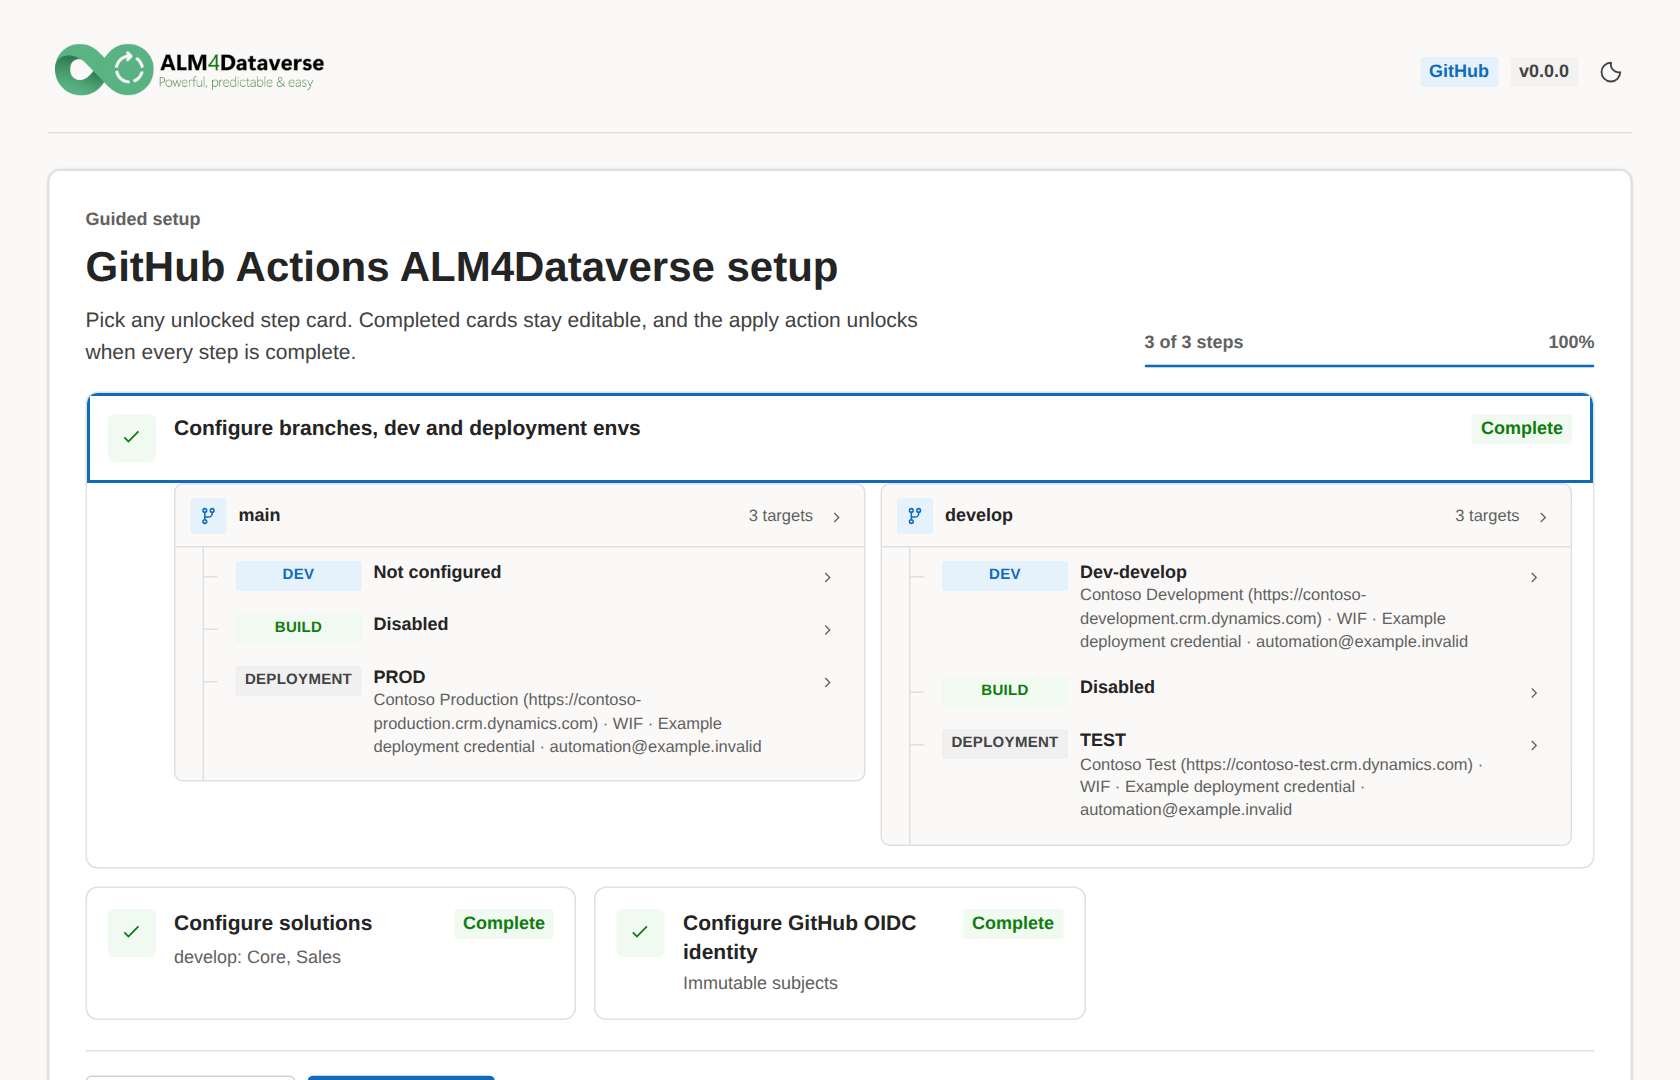 ALM4Dataverse
Powerful, predictable & easy
GitHub
v0.0.0
Guided setup
GitHub Actions ALM4Dataverse setup
Pick any unlocked step card. Completed cards stay editable, and the apply action unlocks
when every step is complete.
3 of 3 steps
100%
Configure branches, dev and deployment envs
Complete
main
3 targets
DEV
Not configured
BUILD
Disabled
DEPLOYMENT
PROD
Contoso Production (https://contoso-
production.crm.dynamics.com) · WIF · Example
deployment credential · automation@example.invalid
develop
3 targets
DEV
Dev-develop
Contoso Development (https://contoso-
development.crm.dynamics.com) · WIF · Example
deployment credential · automation@example.invalid
BUILD
Disabled
DEPLOYMENT
TEST
Contoso Test (https://contoso-test.crm.dynamics.com) ·
WIF · Example deployment credential ·
automation@example.invalid
Configure solutions
Complete
develop: Core, Sales
Configure GitHub OIDC
identity
Complete
Immutable subjects